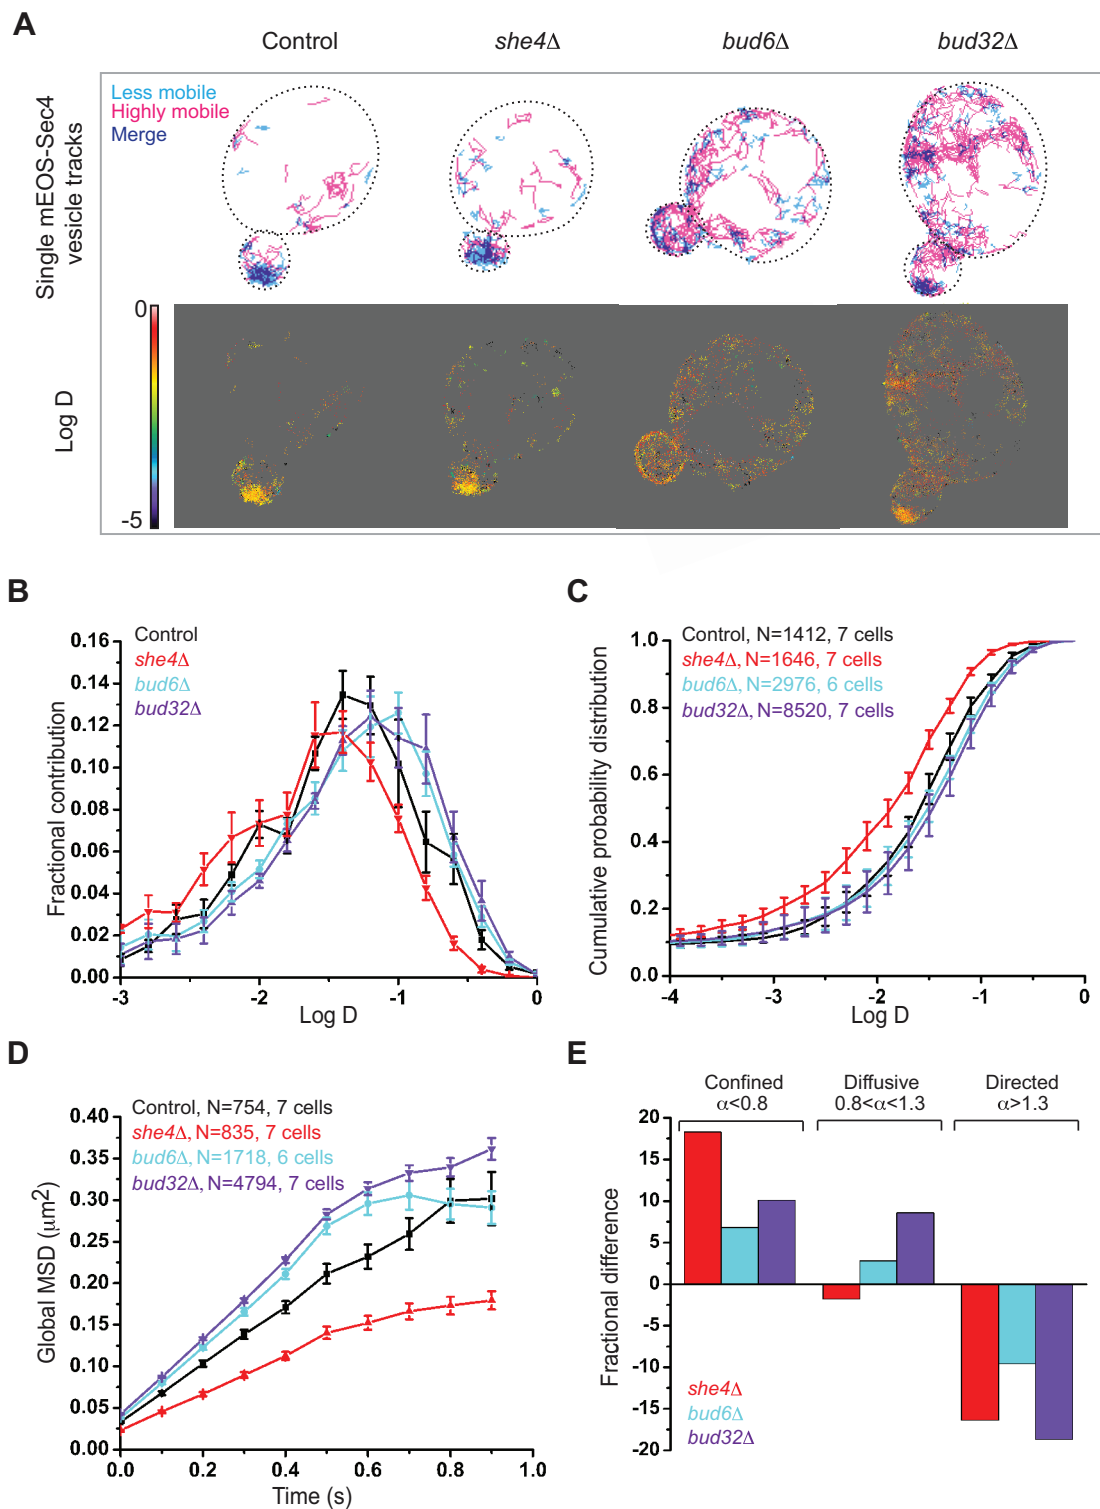 A
Control she4Δ bud6Δ bud32Δ
Single mEOS-Sec4
vesicle tracks
Less mobile
Highly mobile
Merge
Log D
0
-5
B
Fractional contribution
0.16
0.14
0.12
0.10
0.08
0.06
0.04
0.02
0.00
Control
she4Δ
bud6Δ
bud32Δ
-3 -2 -1 0
Log D
C
Cumulative probability distribution
1.0
0.8
0.6
0.4
0.2
0.0
Control, N=1412, 7 cells
she4Δ, N=1646, 7 cells
bud6Δ, N=2976, 6 cells
bud32Δ, N=8520, 7 cells
-4 -3 -2 -1 0
Log D
D
Global MSD (μm2)
0.40
0.35
0.30
0.25
0.20
0.15
0.10
0.05
0.00
Control, N=754, 7 cells
she4Δ, N=835, 7 cells
bud6Δ, N=1718, 6 cells
bud32Δ, N=4794, 7 cells
0.0 0.2 0.4 0.6 0.8 1.0
Time (s)
E
Confined Diffusive Directed
α<0.8 0.8<α<1.3 α>1.3
Fractional difference
20
15
10
5
0
-5
-10
-15
-20
she4Δ
bud6Δ
bud32Δ